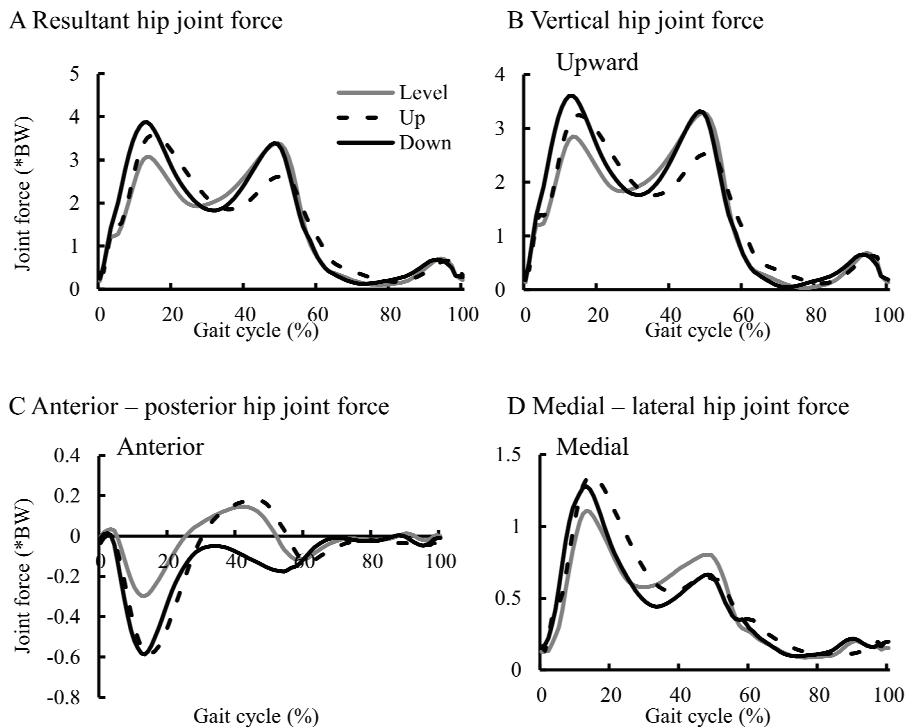 A Resultant hip joint force
B Vertical hip joint force
Upward
Joint force (*BW)
5
4
3
2
1
0
Level
Up
Down
0 20 40 60 80 100
Gait cycle (%)
4
3
2
1
0
0 20 40 60 80 100
Gait cycle (%)
C Anterior – posterior hip joint force
D Medial – lateral hip joint force
Anterior
Joint force (*BW)
0.4
0.2
0
-0.2
-0.4
-0.6
-0.8
0 20 40 60 80 100
Gait cycle (%)
Medial
1.5
1
0.5
0
0 20 40 60 80 100
Gait cycle (%)